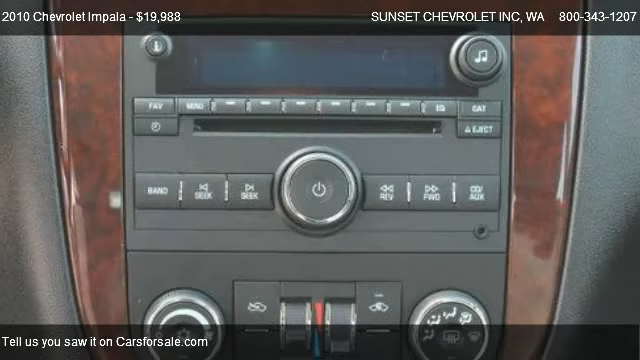 2010 Chevrolet Impala - $19,988 SUNSET CHEVROLET INC, WA 800-343-1207
FAV MENU EQ CAT
EJECT
BAND SEEK SEEK REV FWD CD/
AUX
Tell us you saw it on Carsforsale.com